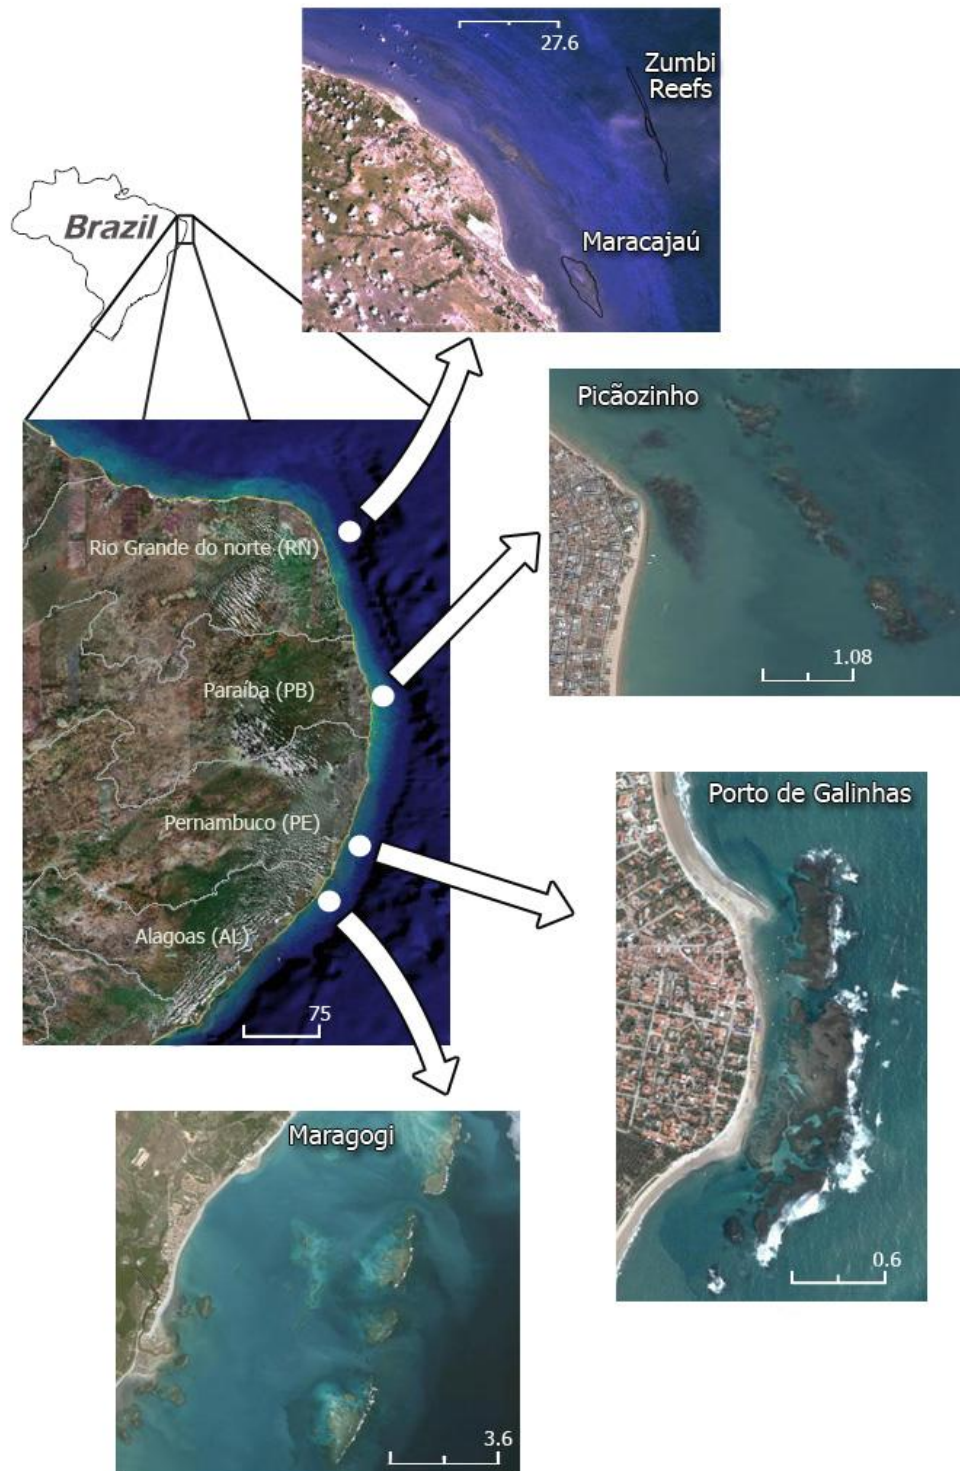 27.6
Zumbi
Reefs
Maracajaú
Brazil
Picãozinho
1.08
Rio Grande do norte (RN)
Paraíba (PB)
Pernambuco (PE)
Alagoas (AL)
75
Porto de Galinhas
0.6
Maragogi
3.6